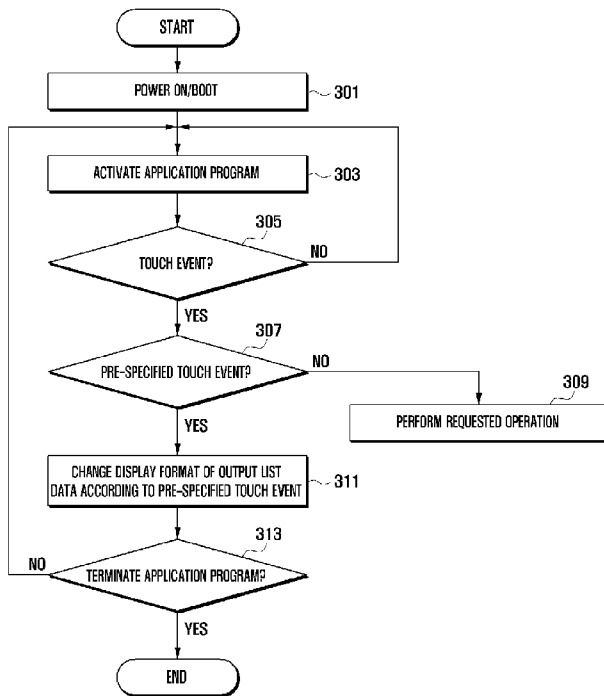 START
POWER ON/BOOT
301
ACTIVATE APPLICATION PROGRAM
303
305
TOUCH EVENT?
NO
YES
307
PRE-SPECIFIED TOUCH EVENT?
NO
YES
309
PERFORM REQUESTED OPERATION
CHANGE DISPLAY FORMAT OF OUTPUT LIST
DATA ACCORDING TO PRE-SPECIFIED TOUCH EVENT
311
313
NO
TERMINATE APPLICATION PROGRAM?
YES
END